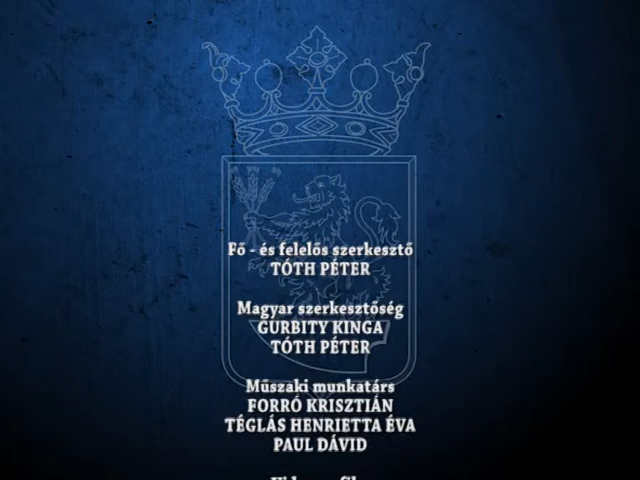 Fő - és felelős szerkesztő
TÓTH PÉTER
Magyar szerkesztőség
GURBITY KINGA
TÓTH PÉTER
Műszaki munkatárs
FORRÓ KRISZTIÁN
TÉGLÁS HENRIETTA ÉVA
PAUL DÁVID